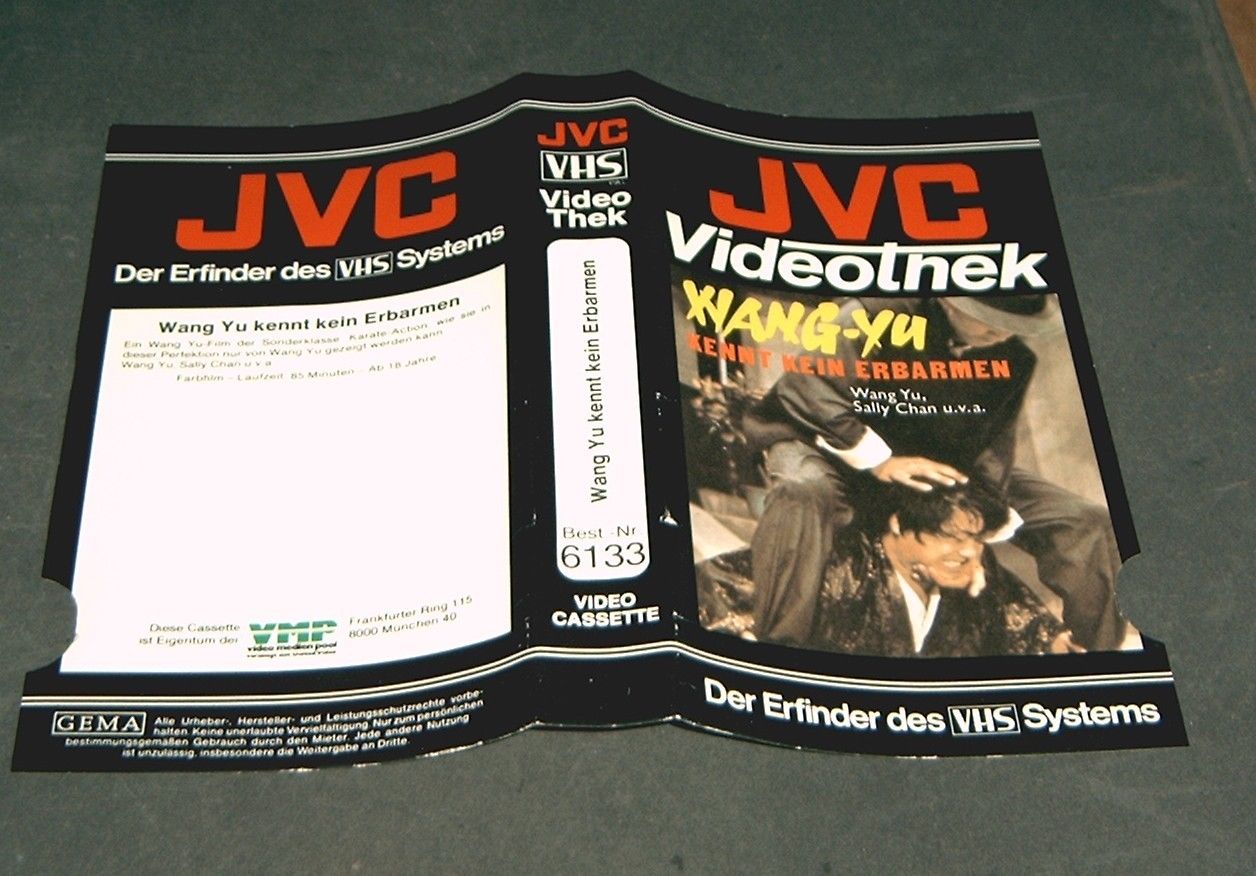 JVC
Der Erfinder des VHS Systems
Wang Yu kennt kein Erbarmen
Ein Wang Yu-Film der Sonderklasse. Karate-Action, wie sie in
dieser Perfektion nur von Wang Yu gezeigt werden kann.
Wang Yu, Sally Chan u.v.a.
Farbfilm – Laufzeit: 85 Minuten – Ab 18 Jahre
Diese Cassette
ist Eigentum der
VMP
video medien pool
Frankfurter Ring 115
8000 München 40
GEMA
Alle Urheber-, Hersteller- und Leistungsschutzrechte vorbe-
halten. Keine unerlaubte Vervielfältigung. Nur zum persönlichen
bestimmungsgemäßen Gebrauch durch den Mieter. Jede andere Nutzung
ist unzulässig, insbesondere die Weitergabe an Dritte.
JVC
VHS
Video
Thek
Wang Yu kennt kein Erbarmen
Best.-Nr.
6133
VIDEO
CASSETTE
JVC
Videothek
WANG-YU
KENNT KEIN ERBARMEN
Wang Yu,
Sally Chan u.v.a.
Der Erfinder des VHS Systems